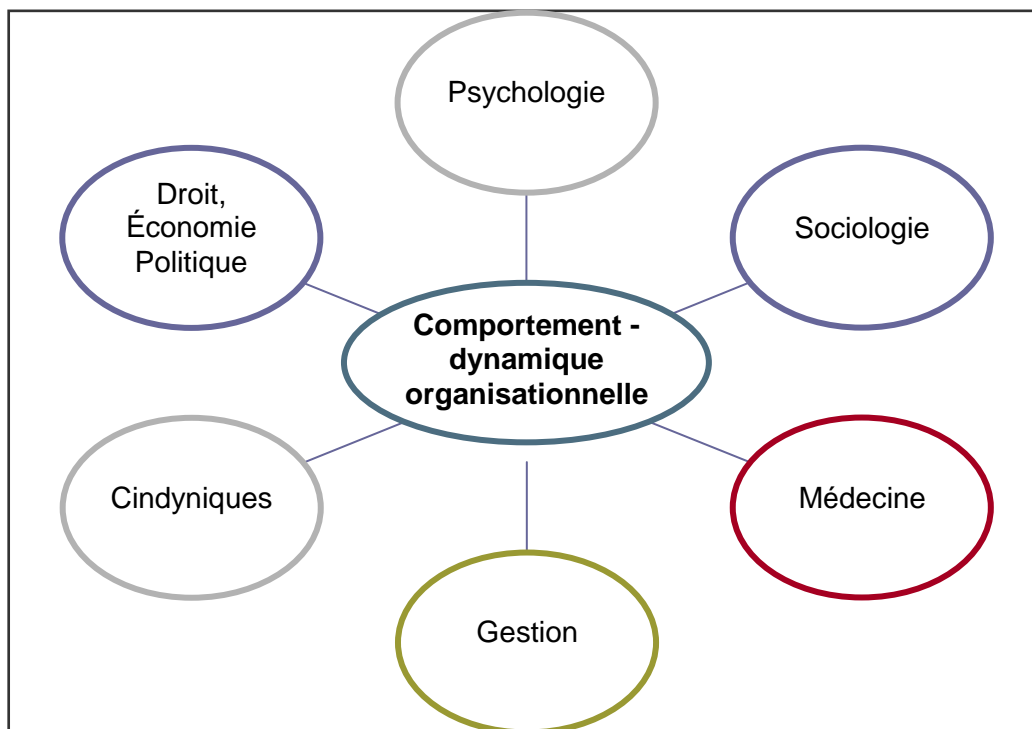 Psychologie
Droit,
Économie
Politique
Sociologie
Comportement -
dynamique
organisationnelle
Cindyniques
Médecine
Gestion